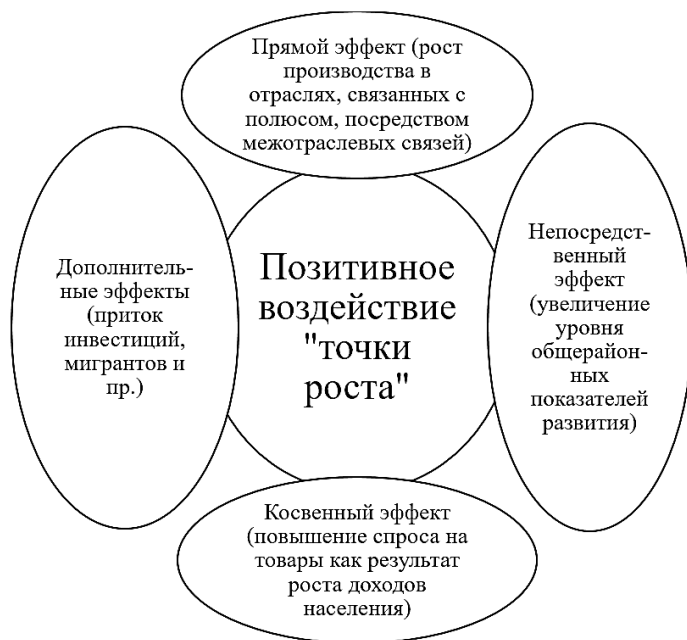 Прямой эффект (рост
производства в
отраслях, связанных с
полюсом, посредством
межотраслевых связей)
Дополнитель-
ные эффекты
(приток
инвестиций,
мигрантов и
пр.)
Позитивное
воздействие
"точки
роста"
Непосредст-
венный
эффект
(увеличение
уровня
общерайон-
ных
показателей
развития)
Косвенный эффект
(повышение спроса на
товары как результат
роста доходов
населения)